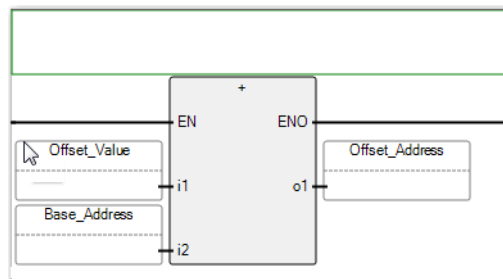 +
EN ENO
Offset_Value Offset_Address
i1 o1
Base_Address
i2